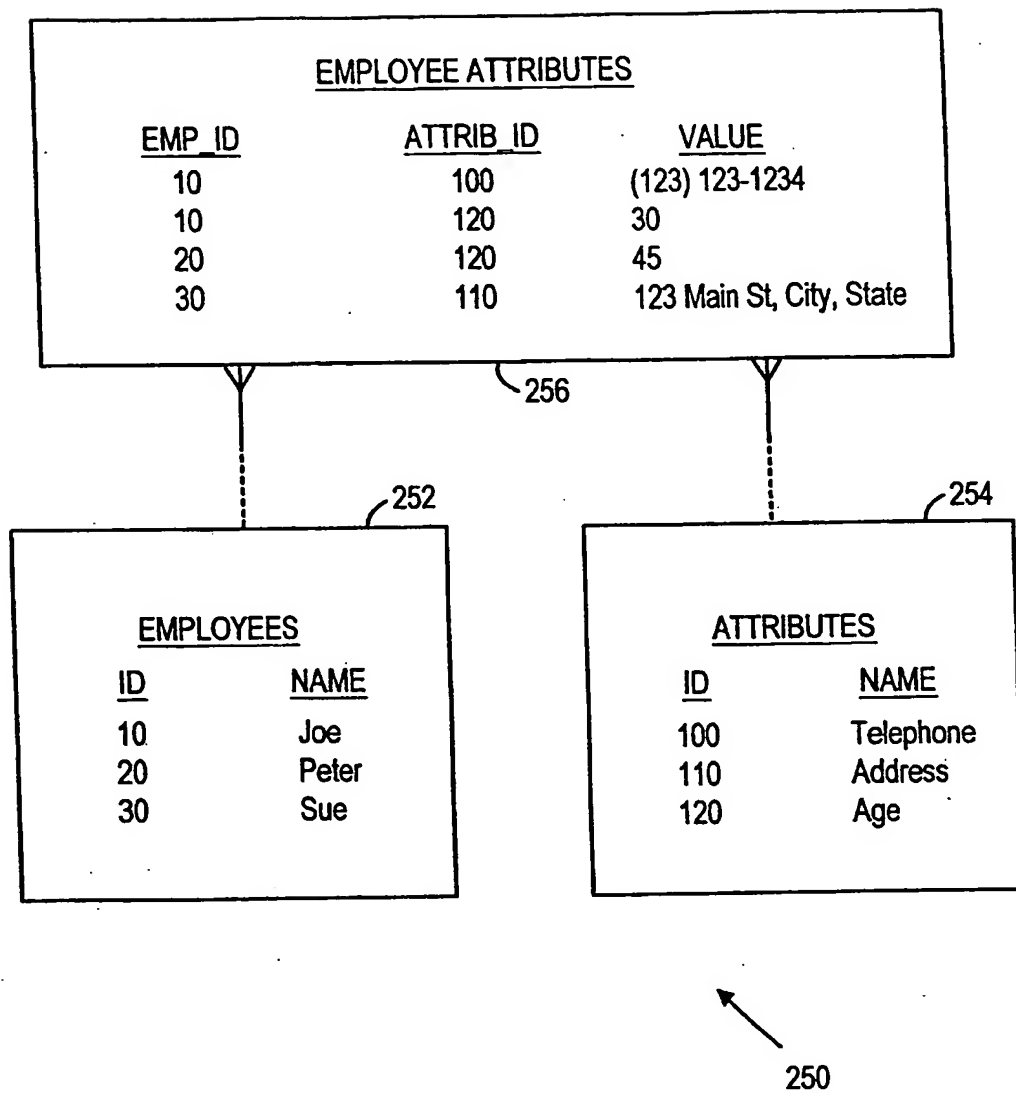 EMPLOYEE ATTRIBUTES
EMP_ID ATTRIB_ID VALUE
10 100 (123) 123-1234
10 120 30
20 120 45
30 110 123 Main St, City, State
256
252
254
EMPLOYEES
ID NAME
10 Joe
20 Peter
30 Sue
ATTRIBUTES
ID NAME
100 Telephone
110 Address
120 Age
250